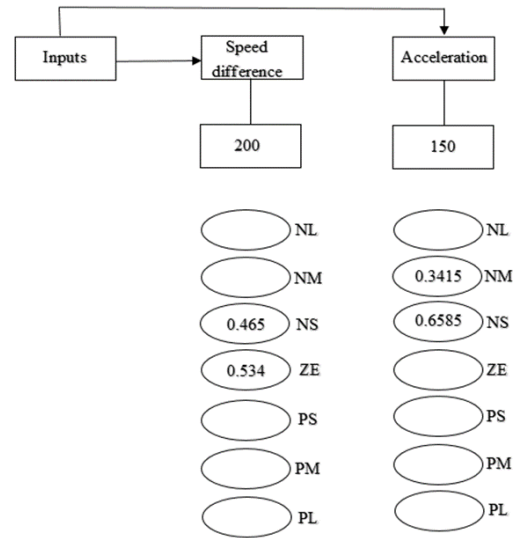 Inputs
Speed
difference
Acceleration
200
150
NL
NL
NM
0.3415 NM
0.465 NS
0.6585 NS
0.534 ZE
ZE
PS
PS
PM
PM
PL
PL